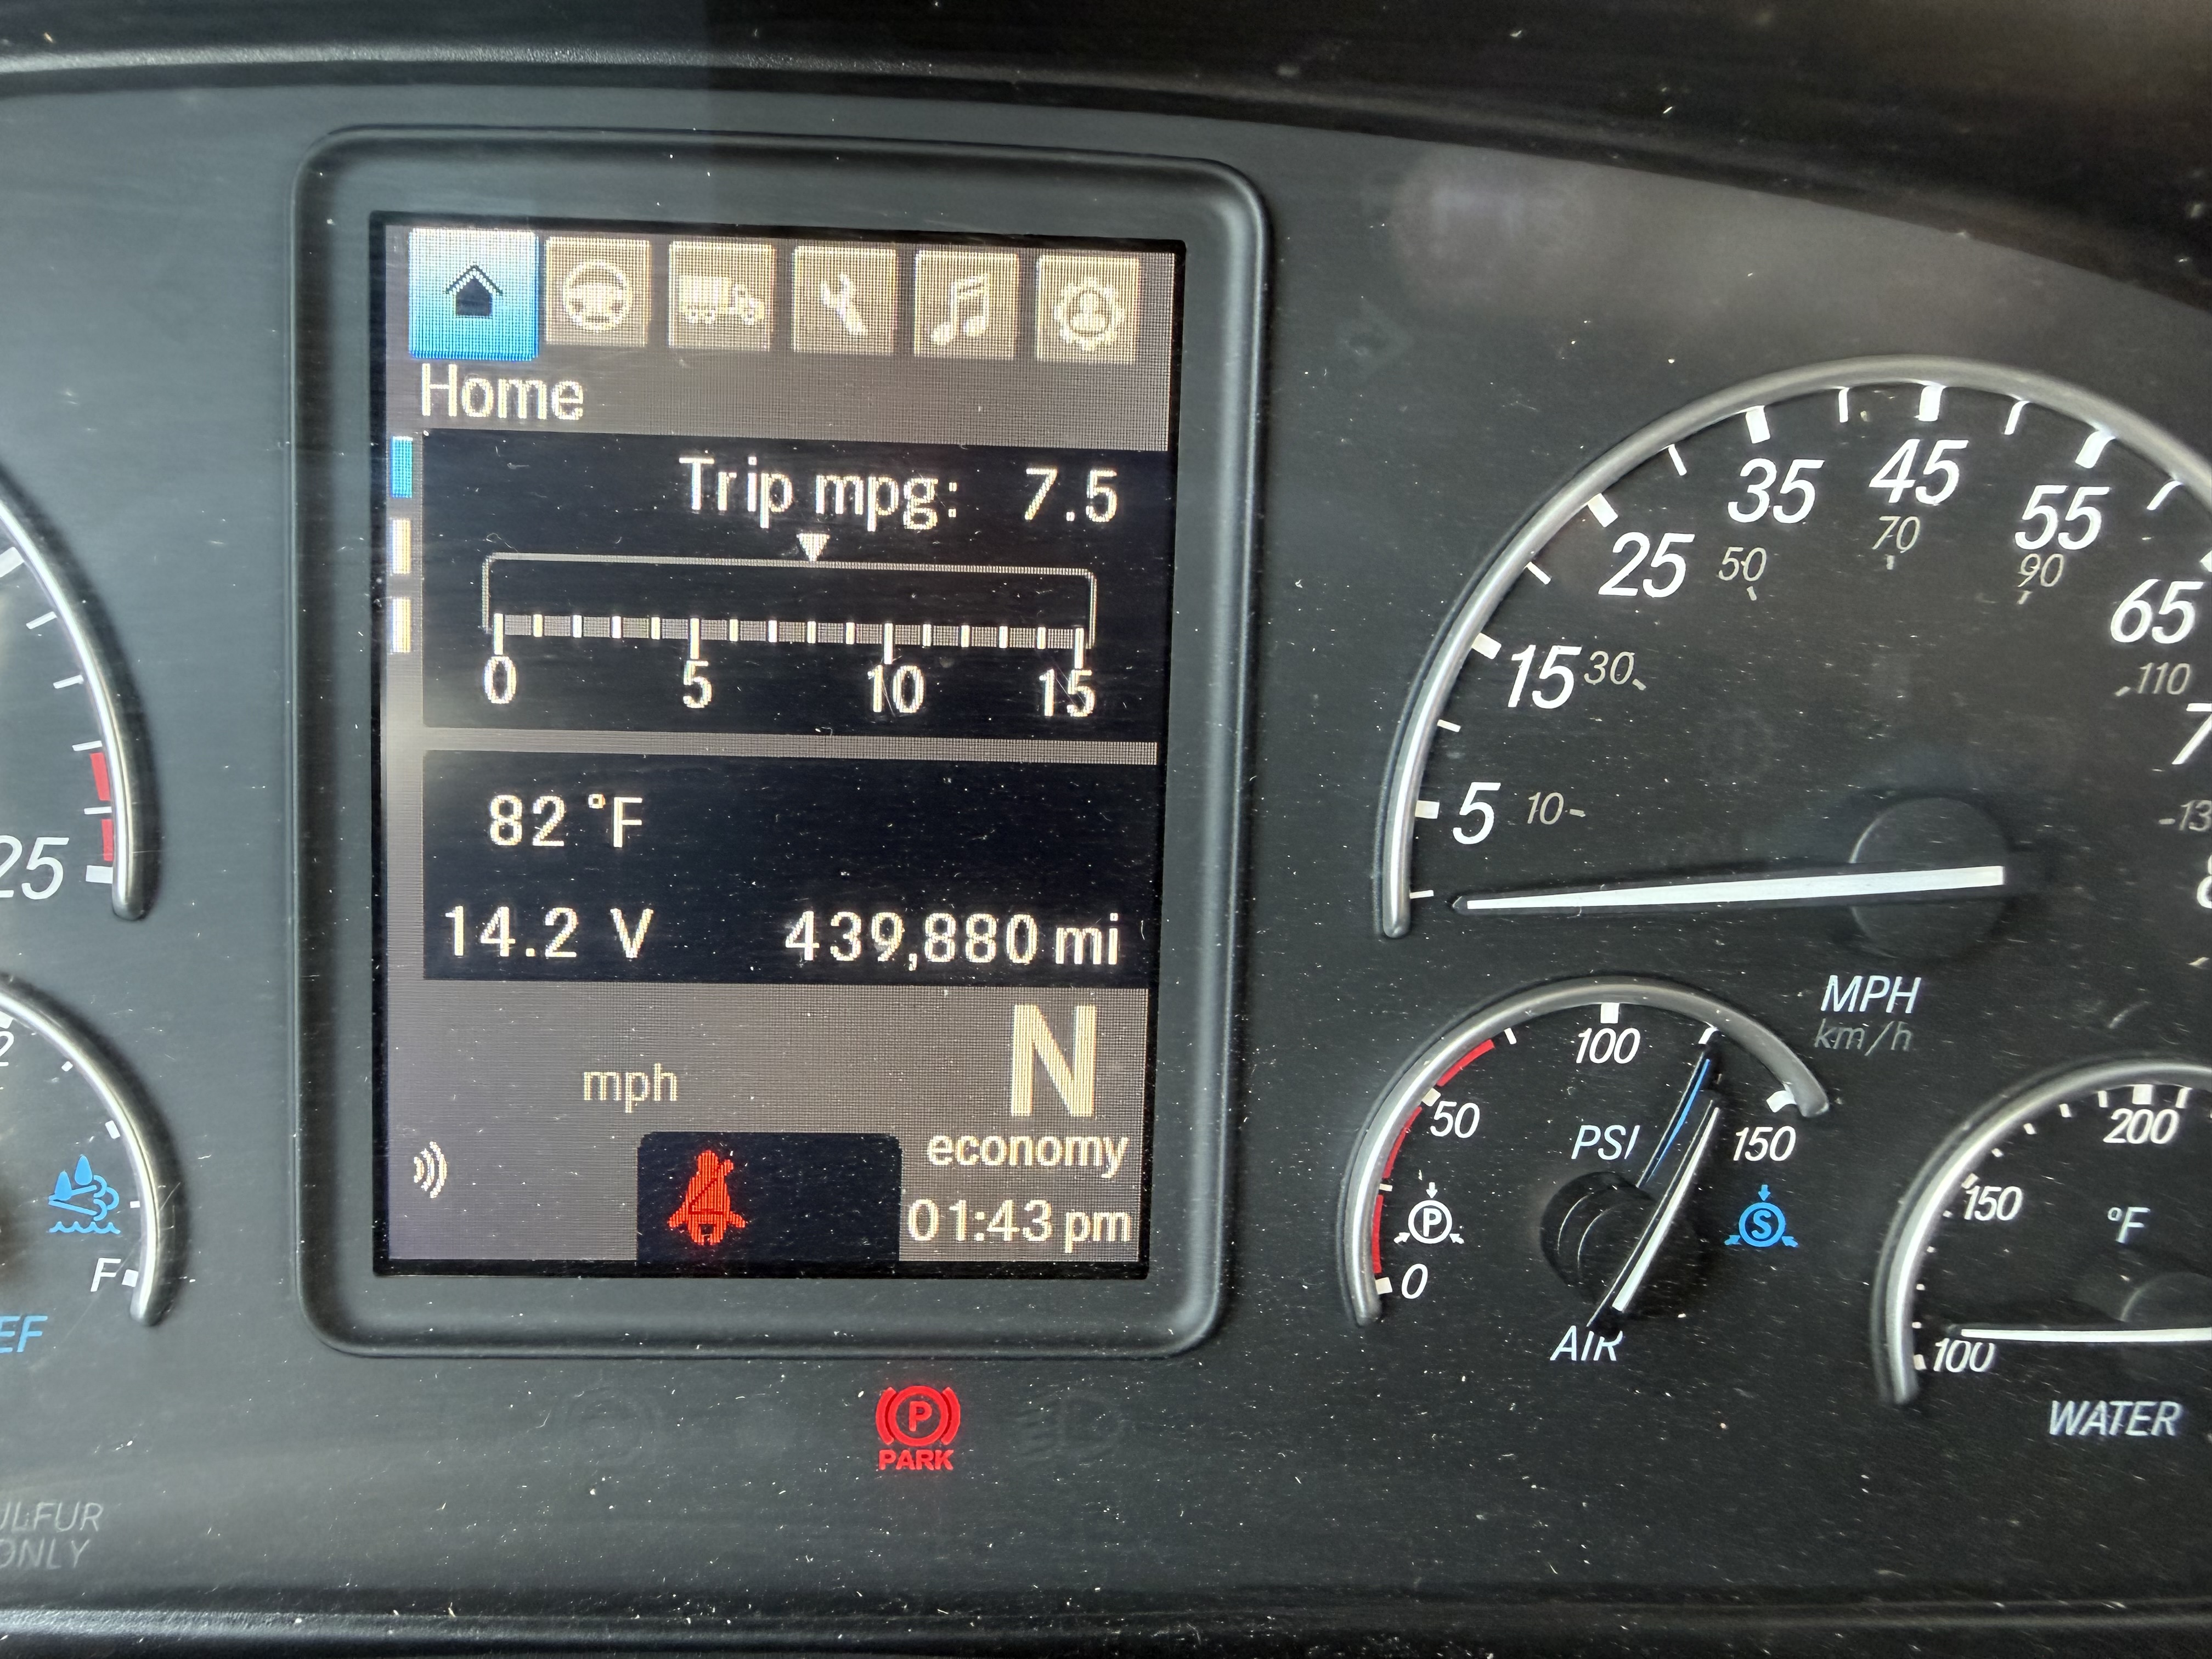 Home
Trip mpg: 7.5
0 5 10 15
82 °F
14.2 V 439,880 mi
mph
N
economy
01:43 pm
P
PARK
25
F
ONLY
5 15 25 35 45 55 65
10 30 50 70 90 110
MPH
km/h
0 50 100 150
PSI
P
S
AIR
100 150 200
°F
WATER